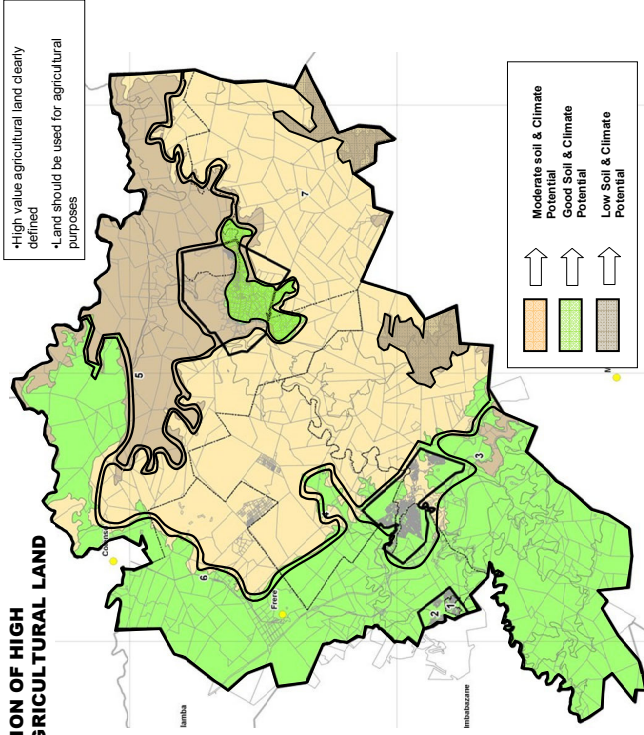 ION OF HIGH
GRICULTURAL LAND
•High value agricultural land clearly
defined
•Land should be used for agricultural
purposes
Moderate soil & Climate
Potential
Good Soil & Climate
Potential
Low Soil & Climate
Potential
Colenso
Frere
lamba
Imbabazane
M
1
2
3
5
6
7